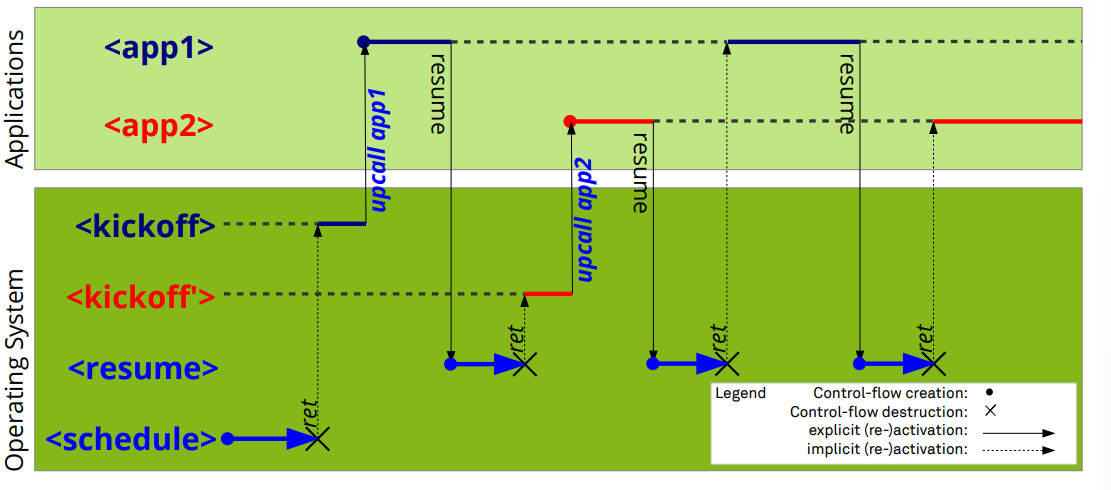 Applications
<app1>
resume
resume
upcall app1
<app2>
resume
upcall app2
Operating System
<kickoff>
<kickoff'>
<resume>
ret
ret
ret
<schedule>
ret
Legend
Control-flow creation:
Control-flow destruction:
explicit (re-)activation:
implicit (re-)activation: